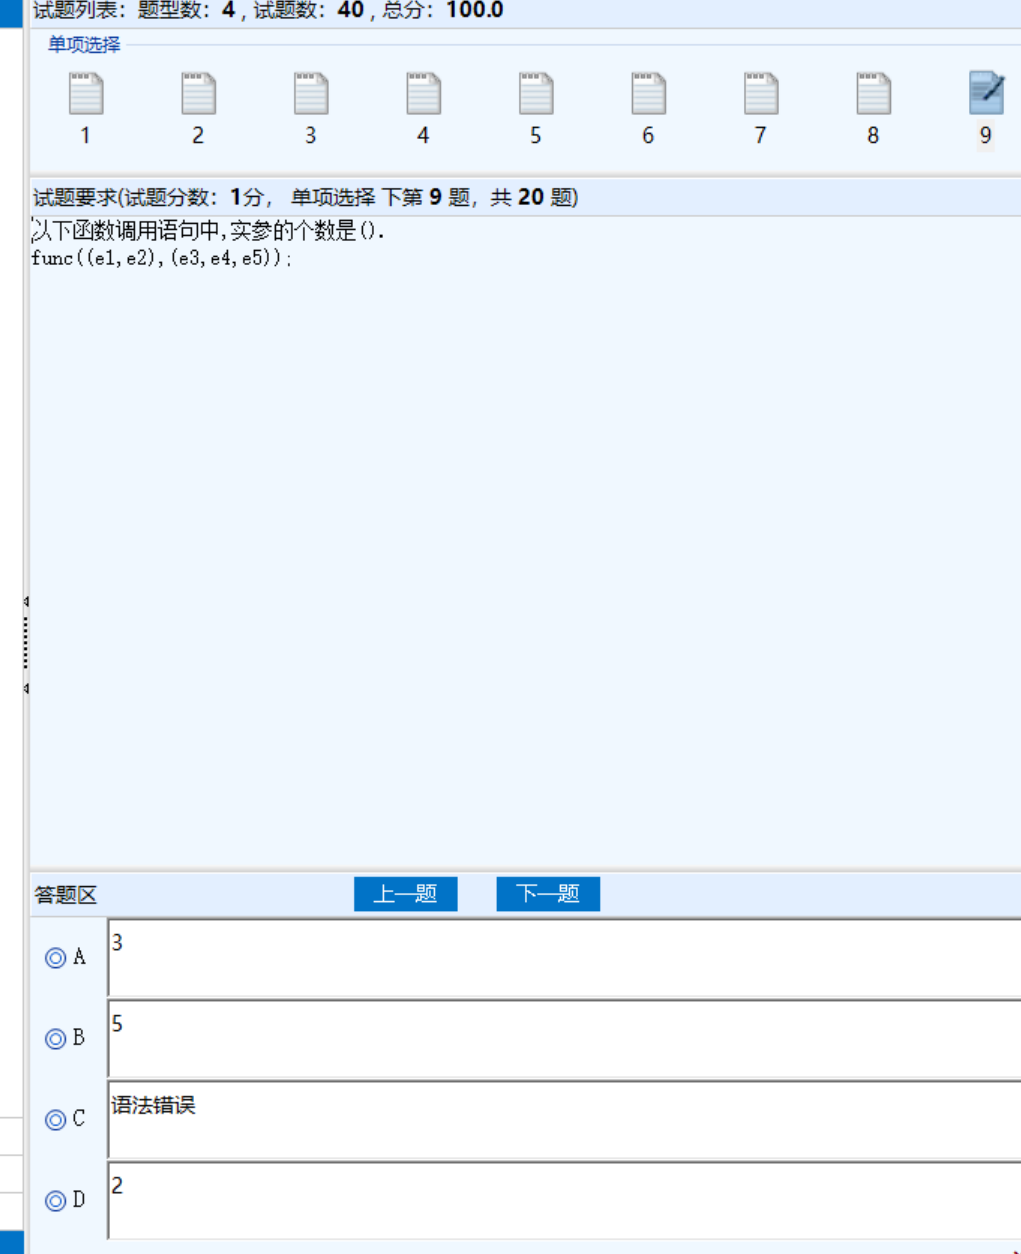 试题列表：题型数：4，试题数：40，总分：100.0
单项选择
1 2 3 4 5 6 7 8 9
试题要求(试题分数：1分， 单项选择 下第 9 题，共 20 题)
以下函数调用语句中,实参的个数是().
func((e1,e2),(e3,e4,e5));
答题区 上一题 下一题
A 3
B 5
C 语法错误
D 2